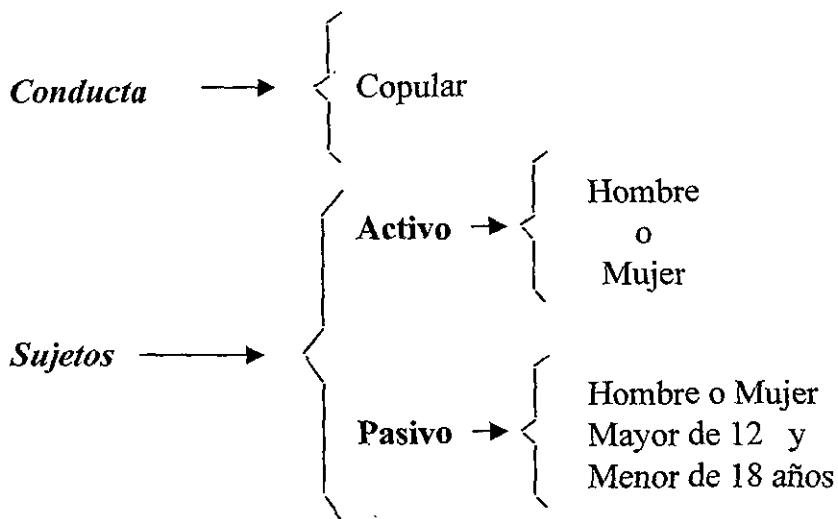 Conducta
Copular
Sujetos
Activo
Hombre
o
Mujer
Pasivo
Hombre o Mujer
Mayor de 12 y
Menor de 18 años